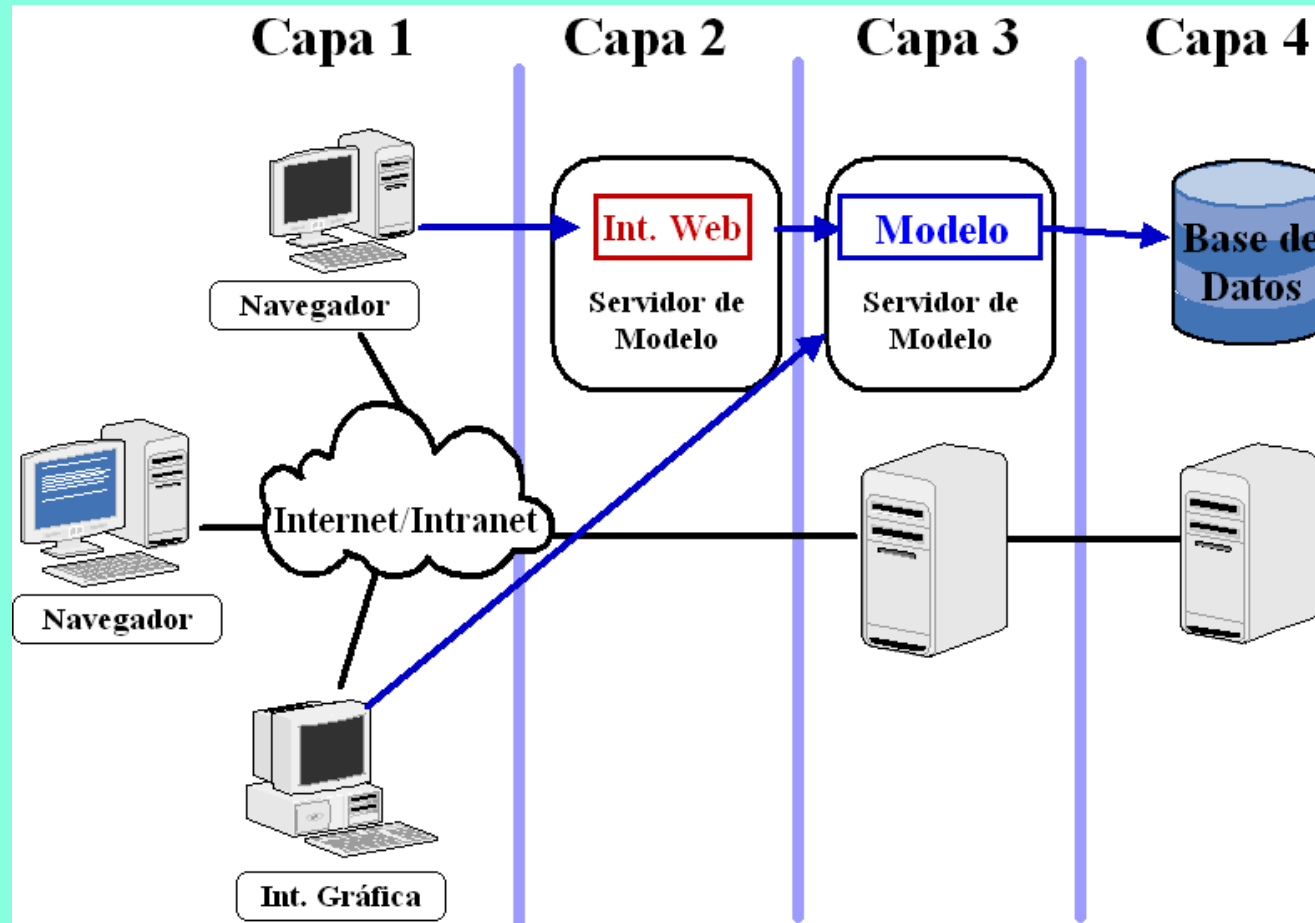 Capa 1
Capa 2
Capa 3
Capa 4
Int. Web
Servidor de
Modelo
Modelo
Servidor de
Modelo
Base de
Datos
Navegador
Internet/Intranet
Navegador
Int. Gráfica